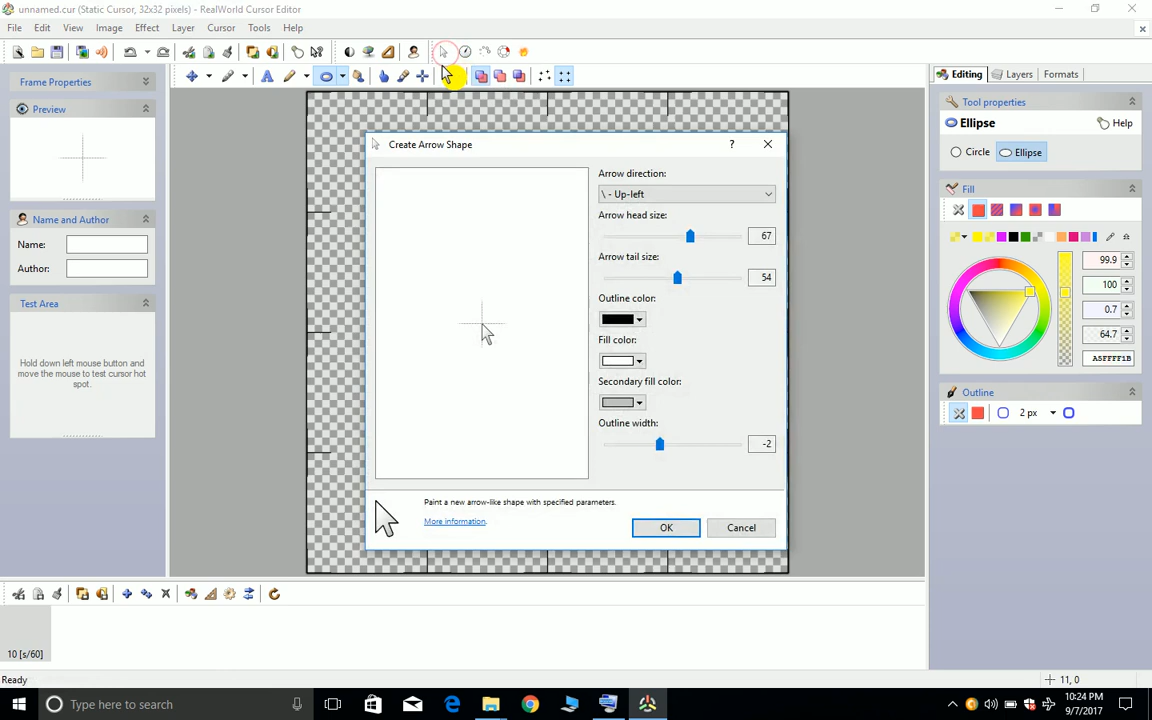 unnamed.cur (Static Cursor, 32x32 pixels) - RealWorld Cursor Editor
File Edit View Image Effect Layer Cursor Tools Help
Frame Properties
Preview
Name and Author
Name:
Author:
Test Area
Hold down left mouse button and
move the mouse to test cursor hot
spot.
Create Arrow Shape
?
Arrow direction:
\ - Up-left
Arrow head size:
67
Arrow tail size:
54
Outline color:
Fill color:
Secondary fill color:
Outline width:
-2
Paint a new arrow-like shape with specified parameters.
More information.
OK Cancel
Editing Layers Formats
Tool properties
Ellipse Help
Circle Ellipse
Fill
99.9
100
0.7
64.7
A5FFFF1B
Outline
2 px
10 [s/60]
Ready
11, 0
Type here to search
10:24 PM
9/7/2017